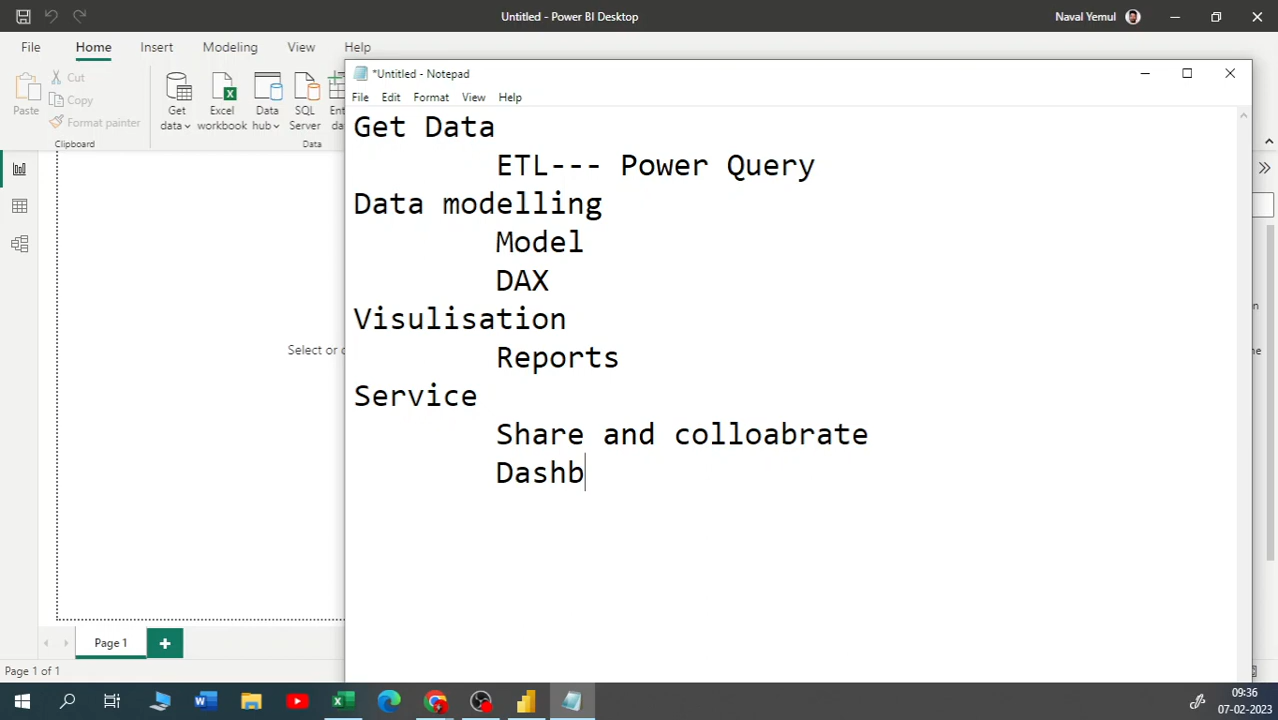 Untitled - Power BI Desktop
Naval Yemul
File Home Insert Modeling View Help
Paste
Cut
Copy
Format painter
Clipboard
Get data
Excel workbook
Data hub
SQL Server
Data
*Untitled - Notepad
File Edit Format View Help
Get Data
ETL--- Power Query
Data modelling
Model
DAX
Visulisation
Reports
Service
Share and colloabrate
Dashb
Select or
Page 1
Page 1 of 1
09:36
07-02-2023